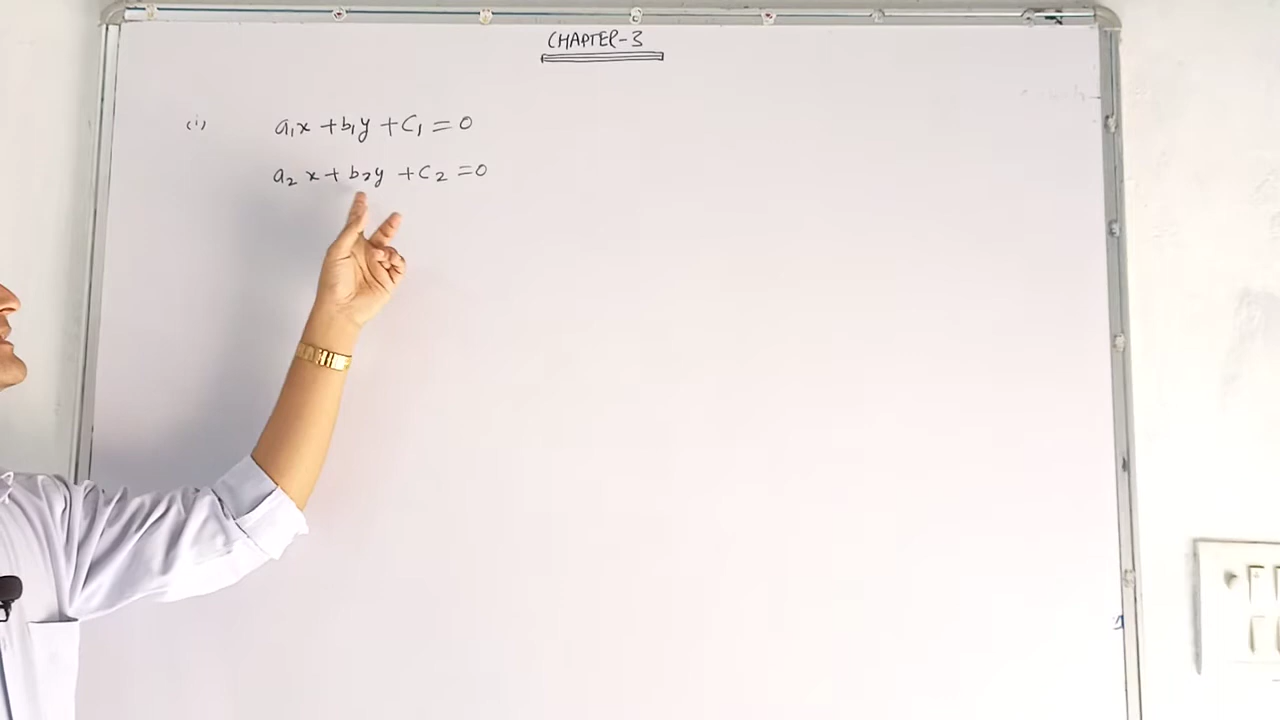 CHAPTER-3
(i) a₁x + b₁y + C₁ = 0
a₂x + b₂y + C₂ = 0